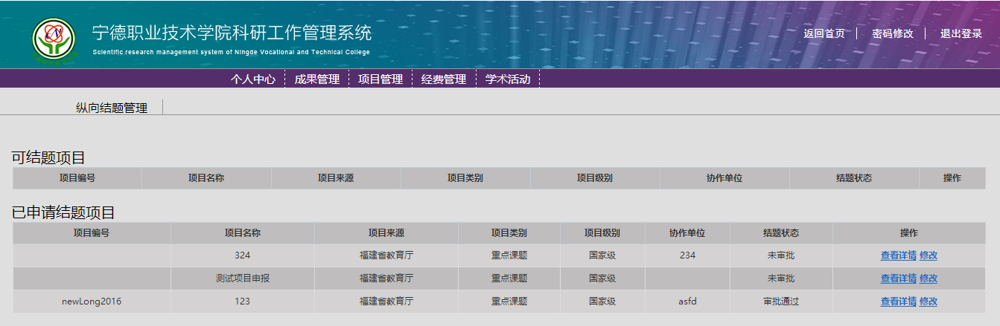 宁德职业技术学院科研工作管理系统
Scientific research management system of Ningde Vocational and Technical College
返回首页 密码修改 退出登录
个人中心 成果管理 项目管理 经费管理 学术活动
纵向结题管理
可结题项目
项目编号 项目名称 项目来源 项目类别 项目级别 协作单位 结题状态 操作
已申请结题项目
项目编号 项目名称 项目来源 项目类别 项目级别 协作单位 结题状态 操作
324 福建省教育厅 重点课题 国家级 234 未审批 查看详情 修改
测试项目申报 福建省教育厅 重点课题 国家级 未审批 查看详情 修改
newLong2016 123 福建省教育厅 重点课题 国家级 asfd 审批通过 查看详情 修改